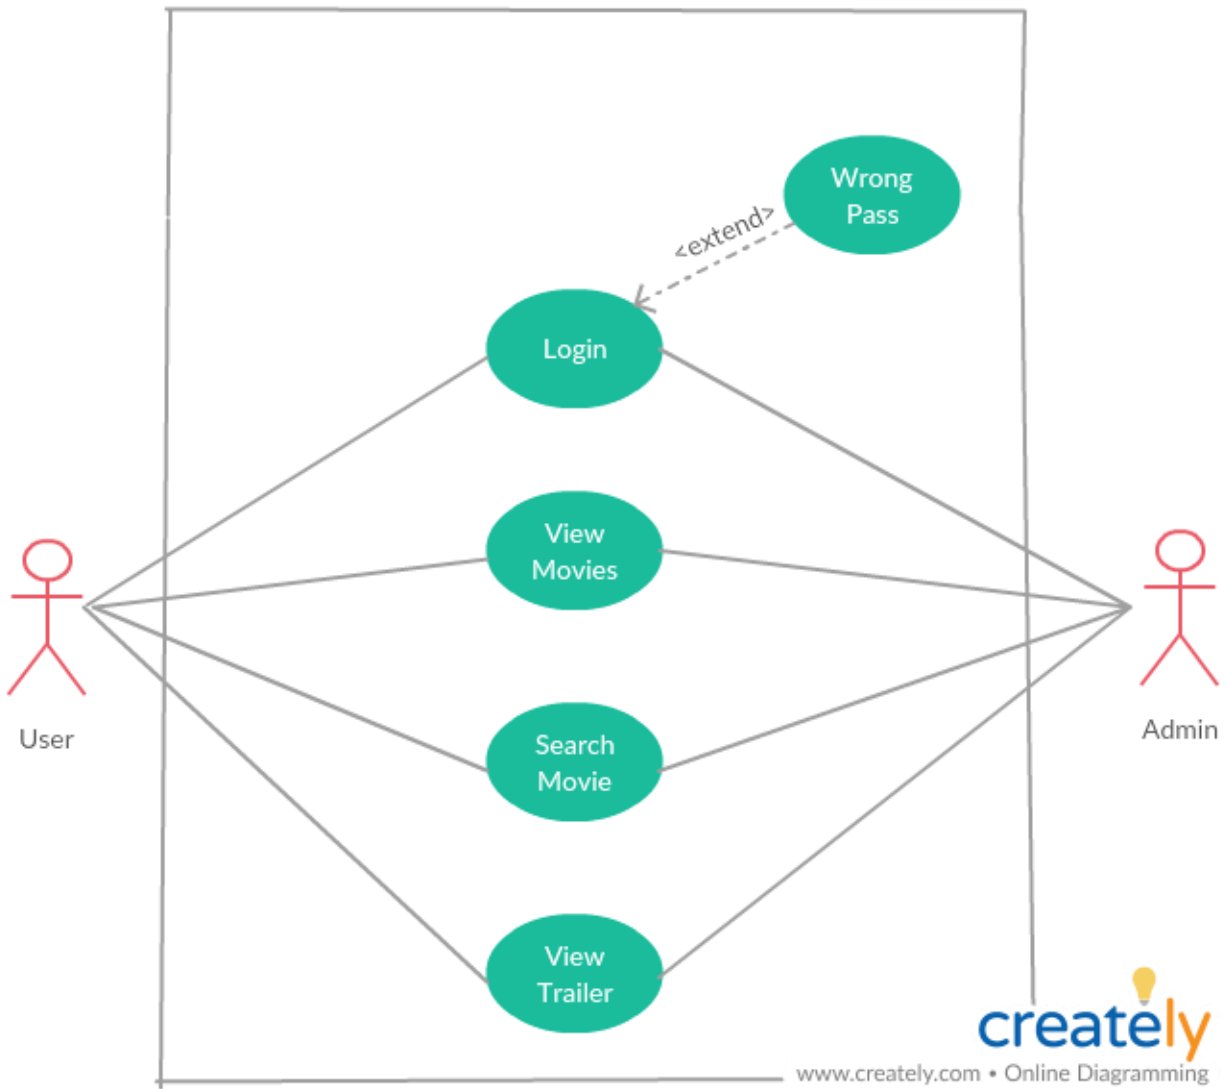 Wrong
Pass
<extend>
Login
View
Movies
User
Admin
Search
Movie
View
Trailer
creately
www.creately.com • Online Diagramming